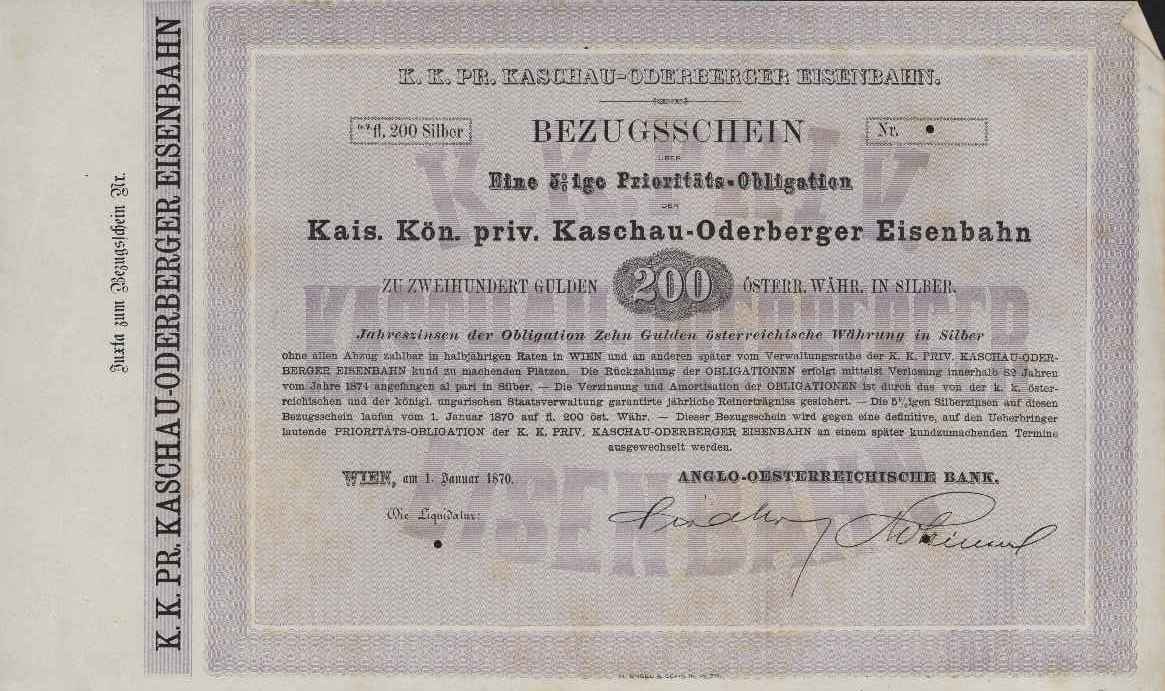 K. K. PR. KASCHAU-ODERBERGER EISENBAHN.
fl. 200 Silber
BEZUGSSCHEIN
Nr.
ÜBER
Eine 5% ige Prioritäts-Obligation
DER
Kais. Kön. priv. Kaschau-Oderberger Eisenbahn
ZU ZWEIHUNDERT GULDEN 200 ÖSTERR. WÄHR. IN SILBER.
Jahreszinsen der Obligation Zehn Gulden österreichische Währung in Silber
ohne allen Abzug zahlbar in halbjährigen Raten in WIEN und an anderen später vom Verwaltungsrathe der K. K. PRIV. KASCHAU-ODER-
BERGER EISENBAHN kund zu machenden Plätzen. Die Rückzahlung der OBLIGATIONEN erfolgt mittelst Verlosung innerhalb Jahren
vom Jahre 1874 angefangen al pari in Silber. — Die Verzinsung und Amortisation der OBLIGATIONEN ist durch das von der k. k. öster-
reichischen und der königl. ungarischen Staatsverwaltung garantirte jährliche Reinerträgniss gesichert. — Die 5%igen Silberzinsen auf diesen
Bezugsschein laufen vom 1. Januar 1870 auf fl. 200 öst. Währ. — Dieser Bezugsschein wird gegen eine definitive, auf den Ueberbringer
lautende PRIORITÄTS-OBLIGATION der K. K. PRIV. KASCHAU-ODERBERGER EISENBAHN an einem später kundzumachenden Termine
ausgewechselt werden.
WIEN, am 1. Januar 1870.
ANGLO-OESTERREICHISCHE BANK.
Die Liquidatur:
K. K. PRIV
KASCHAU ODERBERGER
EISENBAHN
Juxta zum Bezugsschein Nr.
K. K. PR. KASCHAU-ODERBERGER EISENBAHN